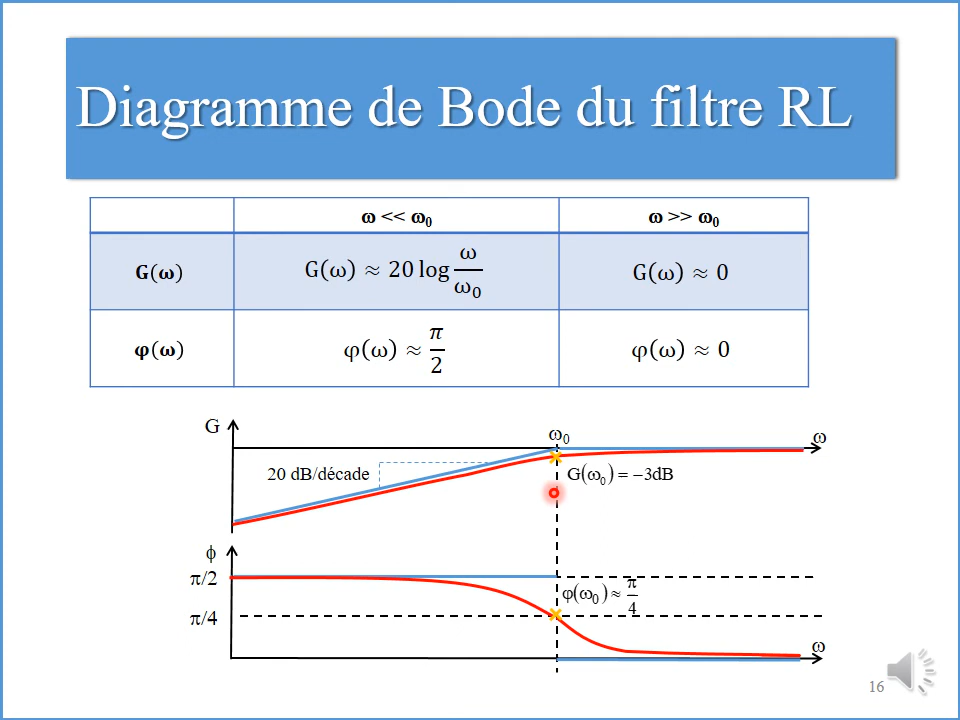 Diagramme de Bode du filtre RL
ω << ω₀ ω >> ω₀
G(ω) G(ω) ≈ 20 log ω/ω₀ G(ω) ≈ 0
φ(ω) φ(ω) ≈ π/2 φ(ω) ≈ 0
G
ω₀ ω
20 dB/décade G(ω₀) = −3dB
ϕ
π/2
φ(ω₀) ≈ π/4
π/4
ω
16